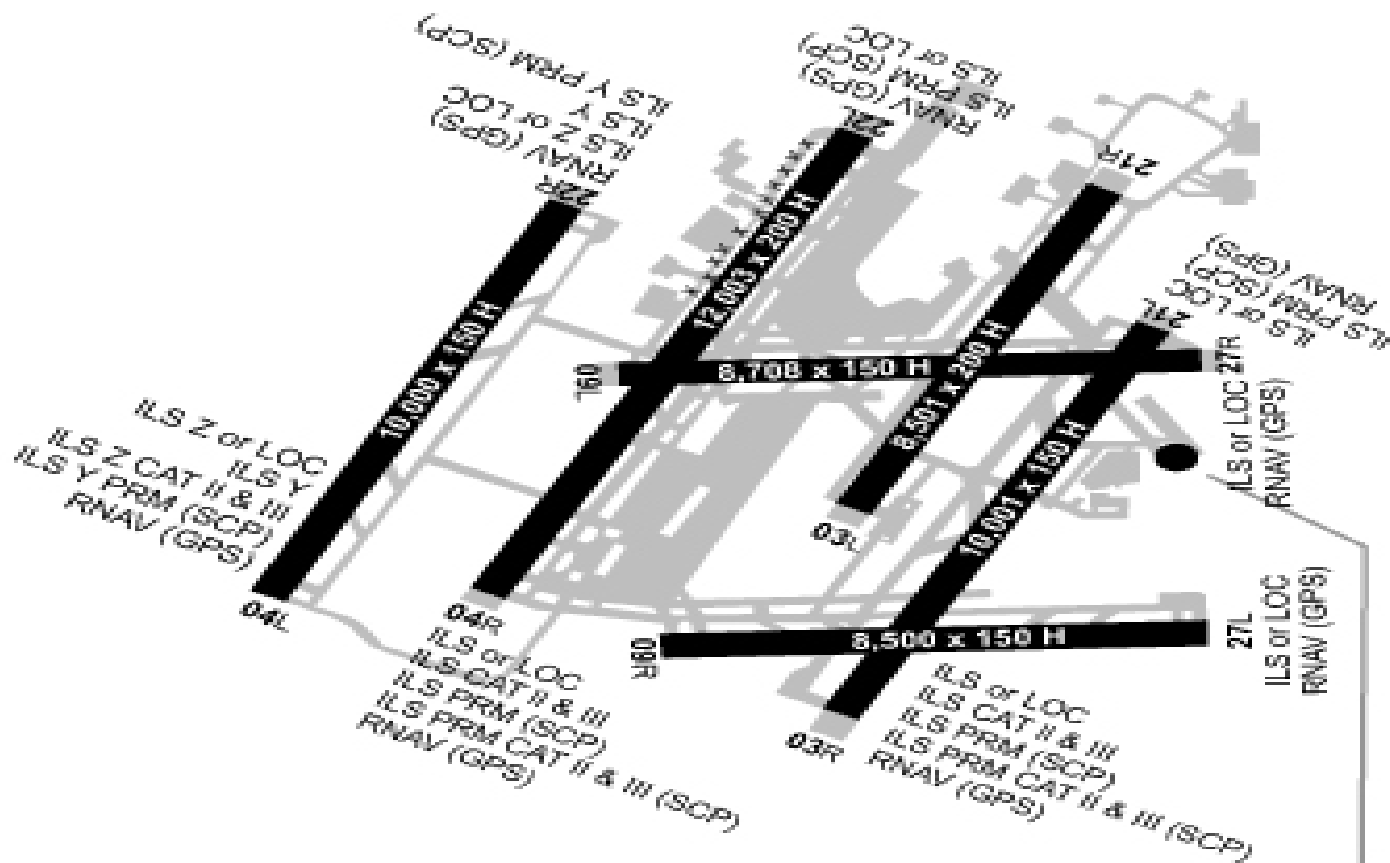 ILS Y PRM (SCP)
ILS Y
ILS Z or LOC
RNAV (GPS)
22R
ILS or LOC
ILS PRM (SCP)
RNAV (GPS)
22L
21R
RNAV (GPS)
ILS PRM (SCP)
ILS or LOC
21L
12,003 x 200 H
10,000 x 150 H
8,501 x 200 H
09L
8,708 x 150 H
27R
ILS or LOC
RNAV (GPS)
10,001 x 150 H
ILS Z or LOC
ILS Y
ILS Z CAT II & III
ILS Y PRM (SCP)
RNAV (GPS)
03L
04L
04R
ILS or LOC
ILS CAT II & III
ILS PRM (SCP)
ILS PRM CAT II & III (SCP)
RNAV (GPS)
09R
8,500 x 150 H
27L
ILS or LOC
RNAV (GPS)
03R
ILS or LOC
ILS CAT II & III
ILS PRM (SCP)
ILS PRM CAT II & III (SCP)
RNAV (GPS)